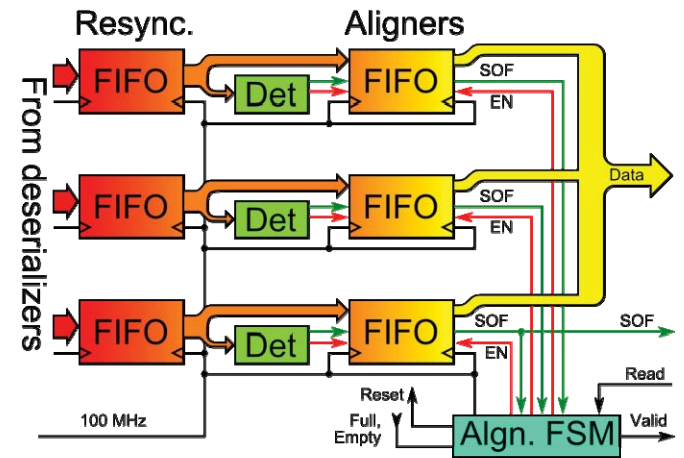 Resync. Aligners
From deserializers
FIFO Det FIFO SOF EN
FIFO Det FIFO SOF EN
Data
FIFO Det FIFO SOF EN SOF
Read
Reset
100 MHz
Full,
Empty
Algn. FSM
Valid